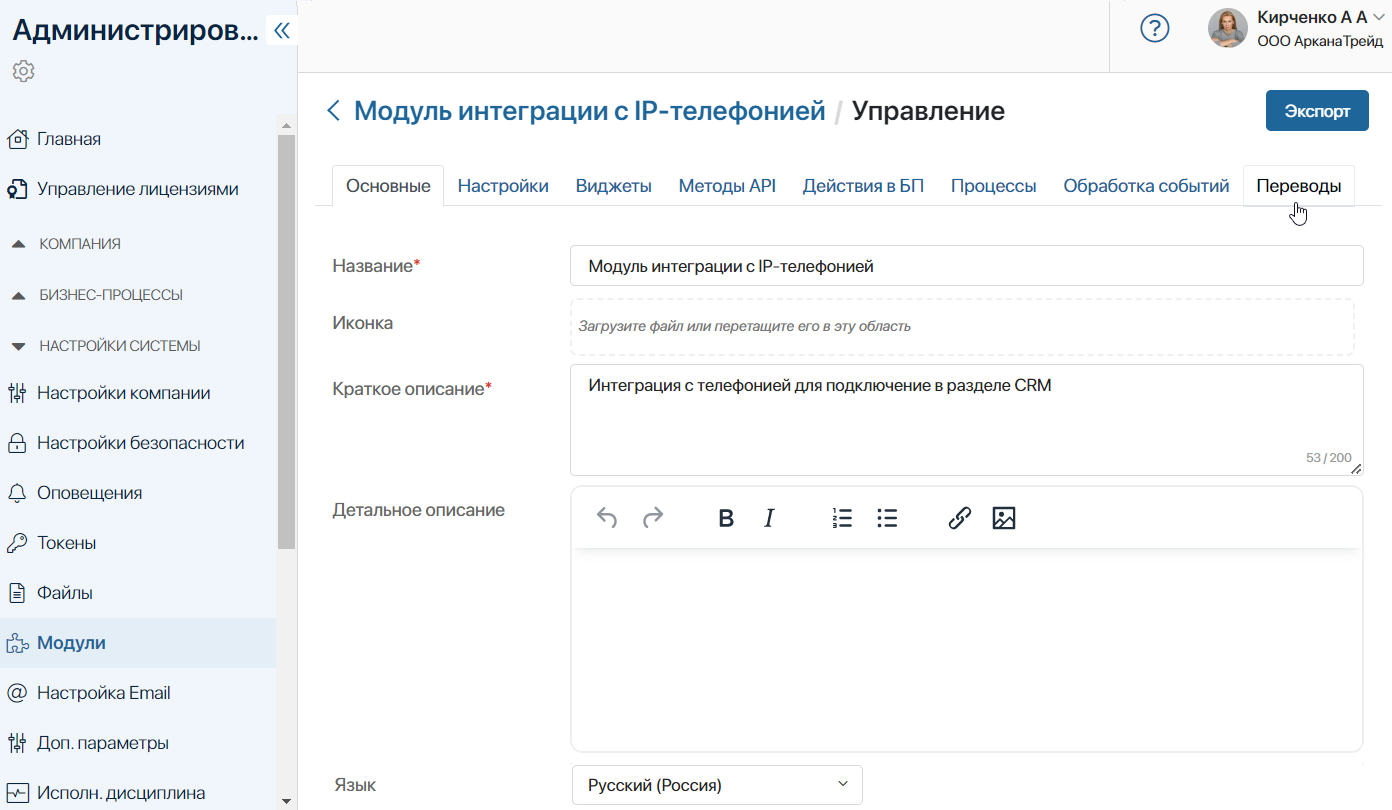 Администриров...
Кирченко А А
ООО АрканаТрейд
Главная
Управление лицензиями
КОМПАНИЯ
БИЗНЕС-ПРОЦЕССЫ
НАСТРОЙКИ СИСТЕМЫ
Настройки компании
Настройки безопасности
Оповещения
Токены
Файлы
Модули
Настройка Email
Доп. параметры
Исполн. дисциплина
Модуль интеграции с IP-телефонией / Управление
Экспорт
Основные Настройки Виджеты Методы API Действия в БП Процессы Обработка событий Переводы
Название*
Модуль интеграции с IP-телефонией
Иконка
Загрузите файл или перетащите его в эту область
Краткое описание*
Интеграция с телефонией для подключение в разделе CRM
53 / 200
Детальное описание
B I
Язык
Русский (Россия)